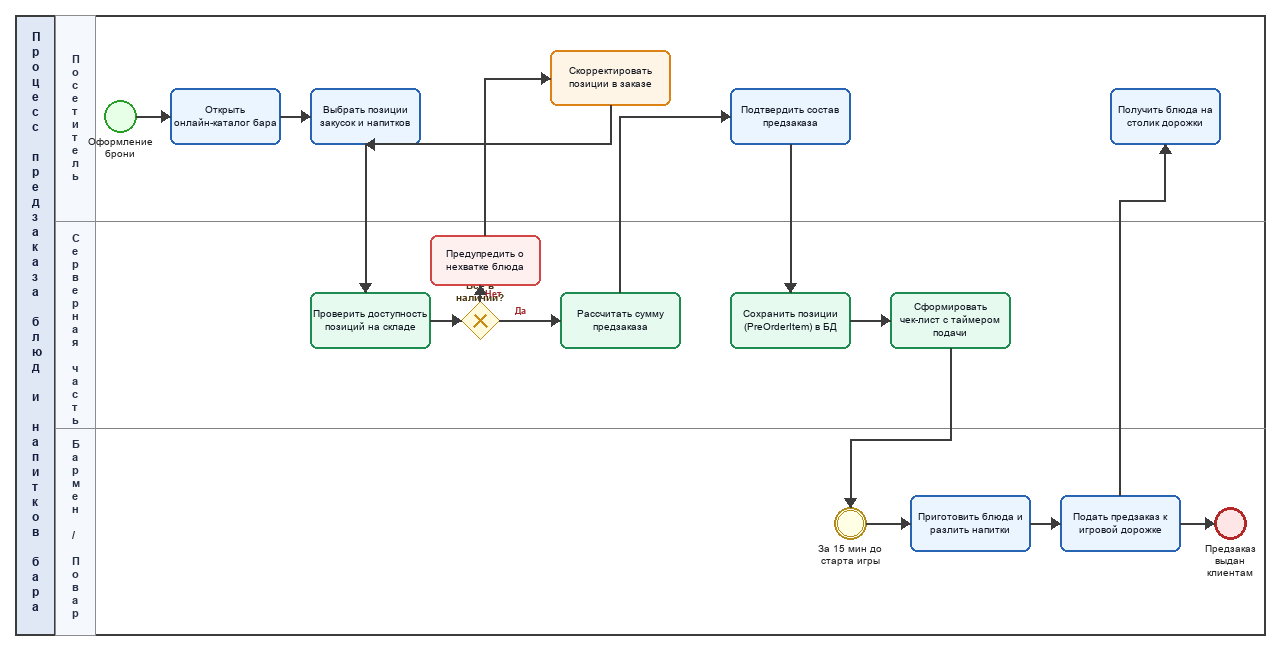 Процесс предзаказа блюд и напитков бара
Посетитель
Оформление
брони
Открыть
онлайн-каталог бара
Выбрать позиции
закусок и напитков
Скорректировать
позиции в заказе
Подтвердить состав
предзаказа
Получить блюда на
столик дорожки
Серверная часть
Проверить доступность
позиций на складе
Предупредить о
нехватке блюда
Все в
наличии?
Нет
Да
Рассчитать сумму
предзаказа
Сохранить позиции
(PreOrderItem) в БД
Сформировать
чек-лист с таймером
подачи
Бармен / Повар
За 15 мин до
старта игры
Приготовить блюда и
разлить напитки
Подать предзаказ к
игровой дорожке
Предзаказ
выдан
клиентам